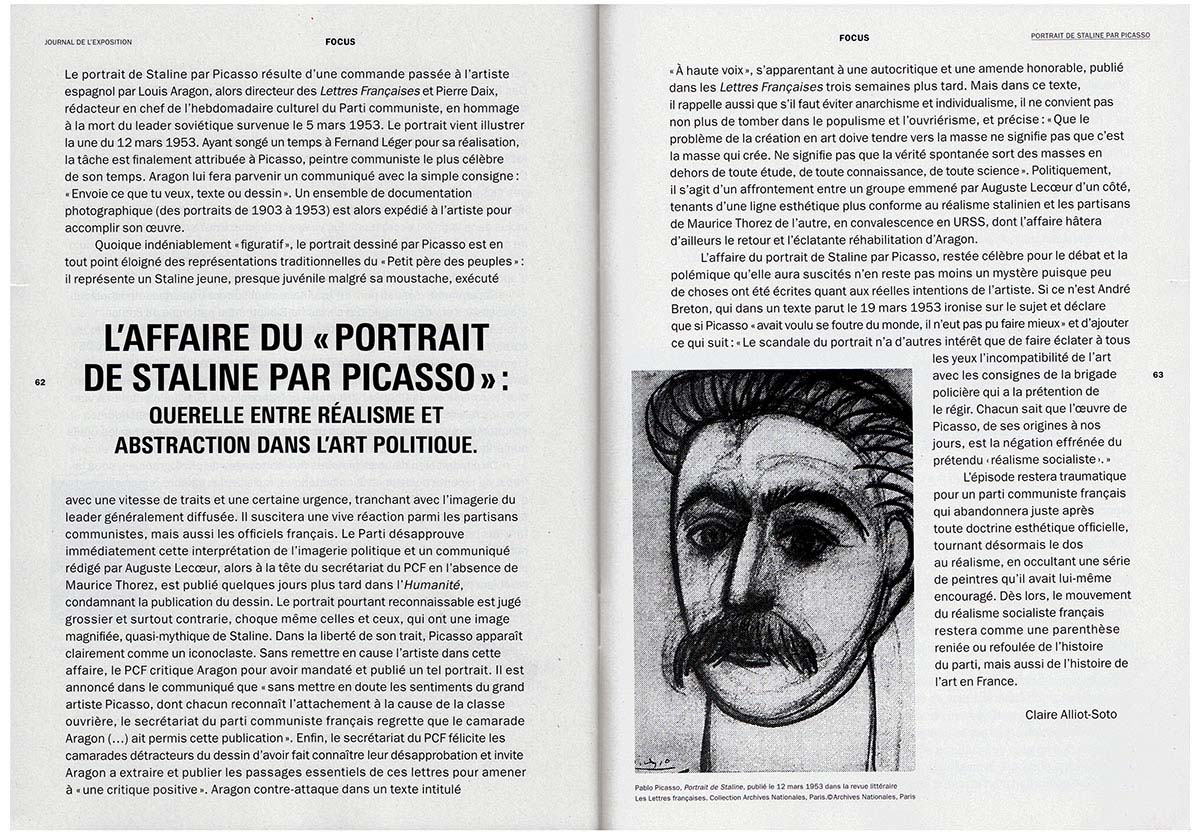 JOURNAL DE L'EXPOSITION
FOCUS
Le portrait de Staline par Picasso résulte d'une commande passée à l'artiste
espagnol par Louis Aragon, alors directeur des Lettres Françaises et Pierre Daix,
rédacteur en chef de l'hebdomadaire culturel du Parti communiste, en hommage
à la mort du leader soviétique survenue le 5 mars 1953. Le portrait vient illustrer
la une du 12 mars 1953. Ayant songé un temps à Fernand Léger pour sa réalisation,
la tâche est finalement attribuée à Picasso, peintre communiste le plus célèbre
de son temps. Aragon lui fera parvenir un communiqué avec la simple consigne :
« Envoie ce que tu veux, texte ou dessin ». Un ensemble de documentation
photographique (des portraits de 1903 à 1953) est alors expédié à l'artiste pour
accomplir son œuvre.
Quoique indéniablement « figuratif », le portrait dessiné par Picasso est en
tout point éloigné des représentations traditionnelles du « Petit père des peuples » :
il représente un Staline jeune, presque juvénile malgré sa moustache, exécuté
L'AFFAIRE DU « PORTRAIT
DE STALINE PAR PICASSO » :
QUERELLE ENTRE RÉALISME ET
ABSTRACTION DANS L'ART POLITIQUE.
62
avec une vitesse de traits et une certaine urgence, tranchant avec l'imagerie du
leader généralement diffusée. Il suscitera une vive réaction parmi les partisans
communistes, mais aussi les officiels français. Le Parti désapprouve
immédiatement cette interprétation de l'imagerie politique et un communiqué
rédigé par Auguste Lecœur, alors à la tête du secrétariat du PCF en l'absence de
Maurice Thorez, est publié quelques jours plus tard dans l'Humanité,
condamnant la publication du dessin. Le portrait pourtant reconnaissable est jugé
grossier et surtout contrarie, choque même celles et ceux, qui ont une image
magnifiée, quasi-mythique de Staline. Dans la liberté de son trait, Picasso apparaît
clairement comme un iconoclaste. Sans remettre en cause l'artiste dans cette
affaire, le PCF critique Aragon pour avoir mandaté et publié un tel portrait. Il est
annoncé dans le communiqué que « sans mettre en doute les sentiments du grand
artiste Picasso, dont chacun reconnaît l'attachement à la cause de la classe
ouvrière, le secrétariat du parti communiste français regrette que le camarade
Aragon (…) ait permis cette publication ». Enfin, le secrétariat du PCF félicite les
camarades détracteurs du dessin d'avoir fait connaître leur désapprobation et invite
Aragon a extraire et publier les passages essentiels de ces lettres pour amener
à « une critique positive ». Aragon contre-attaque dans un texte intitulé
FOCUS
PORTRAIT DE STALINE PAR PICASSO
« À haute voix », s'apparentant à une autocritique et une amende honorable, publié
dans les Lettres Françaises trois semaines plus tard. Mais dans ce texte,
il rappelle aussi que s'il faut éviter anarchisme et individualisme, il ne convient pas
non plus de tomber dans le populisme et l'ouvriérisme, et précise : « Que le
problème de la création en art doive tendre vers la masse ne signifie pas que c'est
la masse qui crée. Ne signifie pas que la vérité spontanée sort des masses en
dehors de toute étude, de toute connaissance, de toute science ». Politiquement,
il s'agit d'un affrontement entre un groupe emmené par Auguste Lecœur d'un côté,
tenants d'une ligne esthétique plus conforme au réalisme stalinien et les partisans
de Maurice Thorez de l'autre, en convalescence en URSS, dont l'affaire hâtera
d'ailleurs le retour et l'éclatante réhabilitation d'Aragon.
L'affaire du portrait de Staline par Picasso, restée célèbre pour le débat et la
polémique qu'elle aura suscités n'en reste pas moins un mystère puisque peu
de choses ont été écrites quant aux réelles intentions de l'artiste. Si ce n'est André
Breton, qui dans un texte parut le 19 mars 1953 ironise sur le sujet et déclare
que si Picasso « avait voulu se foutre du monde, il n'eut pas pu faire mieux » et d'ajouter
ce qui suit : « Le scandale du portrait n'a d'autres intérêt que de faire éclater à tous
les yeux l'incompatibilité de l'art
avec les consignes de la brigade
policière qui a la prétention de
le régir. Chacun sait que l'œuvre de
Picasso, de ses origines à nos
jours, est la négation effrénée du
prétendu ‹ réalisme socialiste ›. »
L'épisode restera traumatique
pour un parti communiste français
qui abandonnera juste après
toute doctrine esthétique officielle,
tournant désormais le dos
au réalisme, en occultant une série
de peintres qu'il avait lui-même
encouragé. Dès lors, le mouvement
du réalisme socialiste français
restera comme une parenthèse
reniée ou refoulée de l'histoire
du parti, mais aussi de l'histoire de
l'art en France.
63
Claire Alliot-Soto
Pablo Picasso, Portrait de Staline, publié le 12 mars 1953 dans la revue littéraire
Les Lettres françaises. Collection Archives Nationales, Paris.©Archives Nationales, Paris